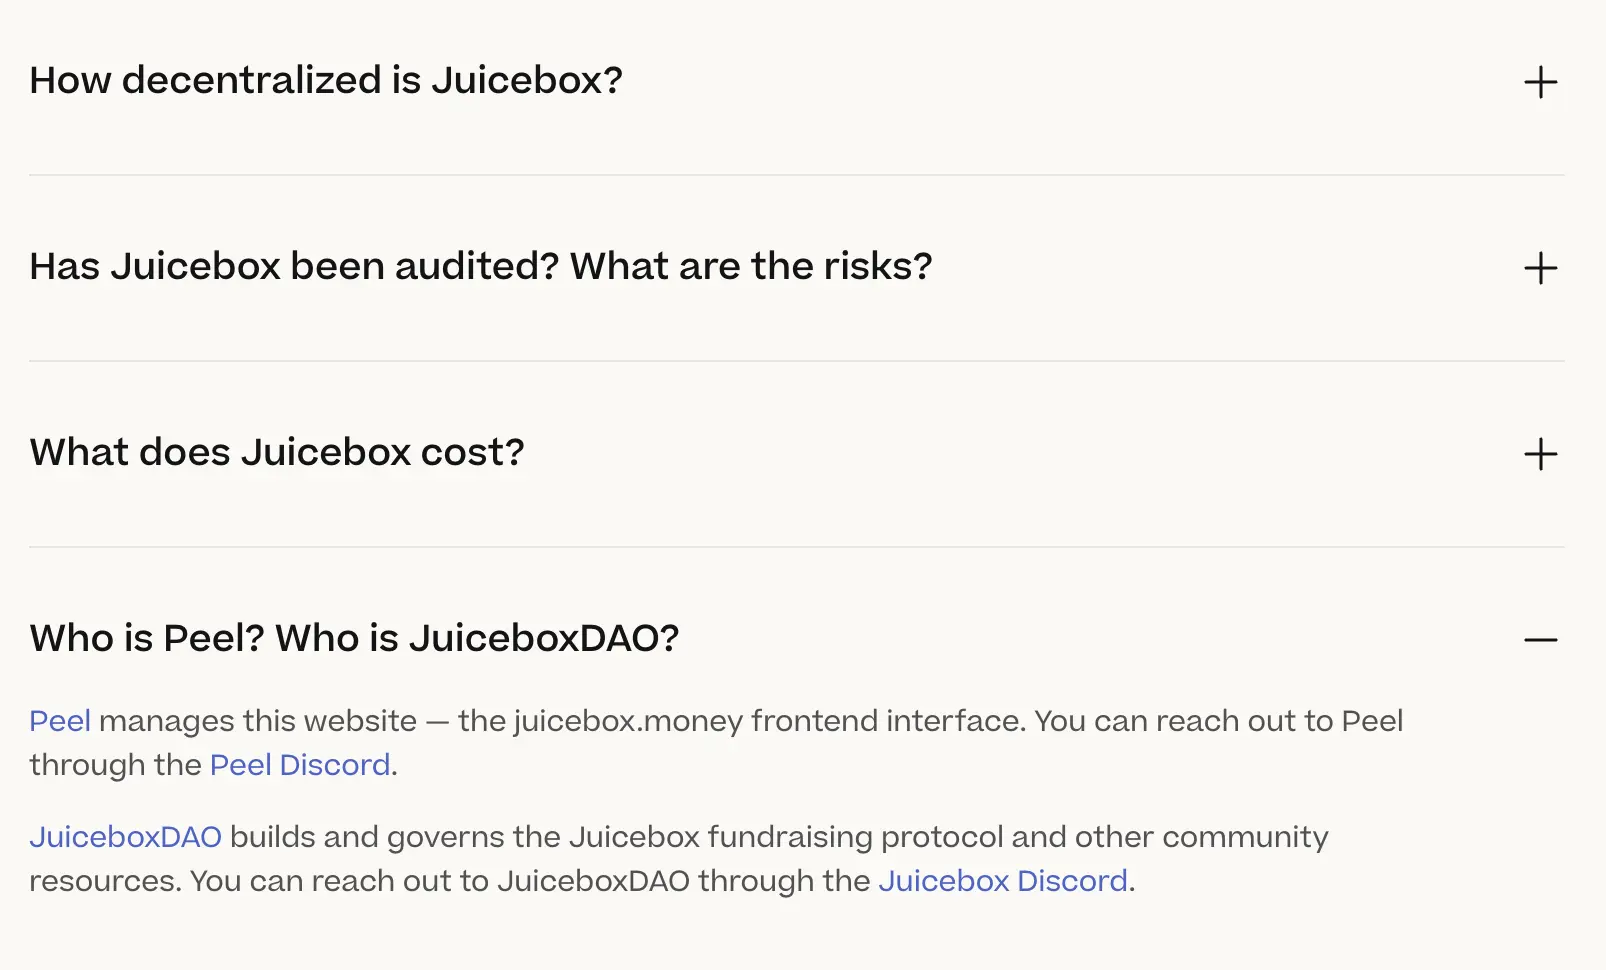 How decentralized is Juicebox?
Has Juicebox been audited? What are the risks?
What does Juicebox cost?
Who is Peel? Who is JuiceboxDAO?
Peel manages this website — the juicebox.money frontend interface. You can reach out to Peel
through the Peel Discord.
JuiceboxDAO builds and governs the Juicebox fundraising protocol and other community
resources. You can reach out to JuiceboxDAO through the Juicebox Discord.